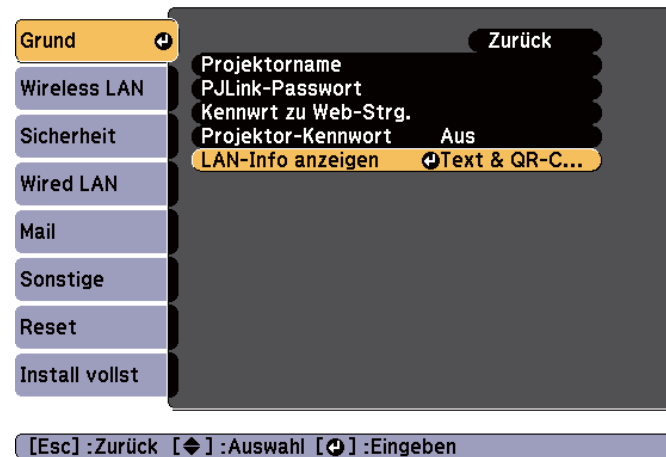 Grund
Wireless LAN
Sicherheit
Wired LAN
Mail
Sonstige
Reset
Install vollst
Zurück
Projektorname
PJLink-Passwort
Kennwrt zu Web-Strg.
Projektor-Kennwort Aus
LAN-Info anzeigen Text & QR-C...
[Esc] :Zurück [] :Auswahl [] :Eingeben